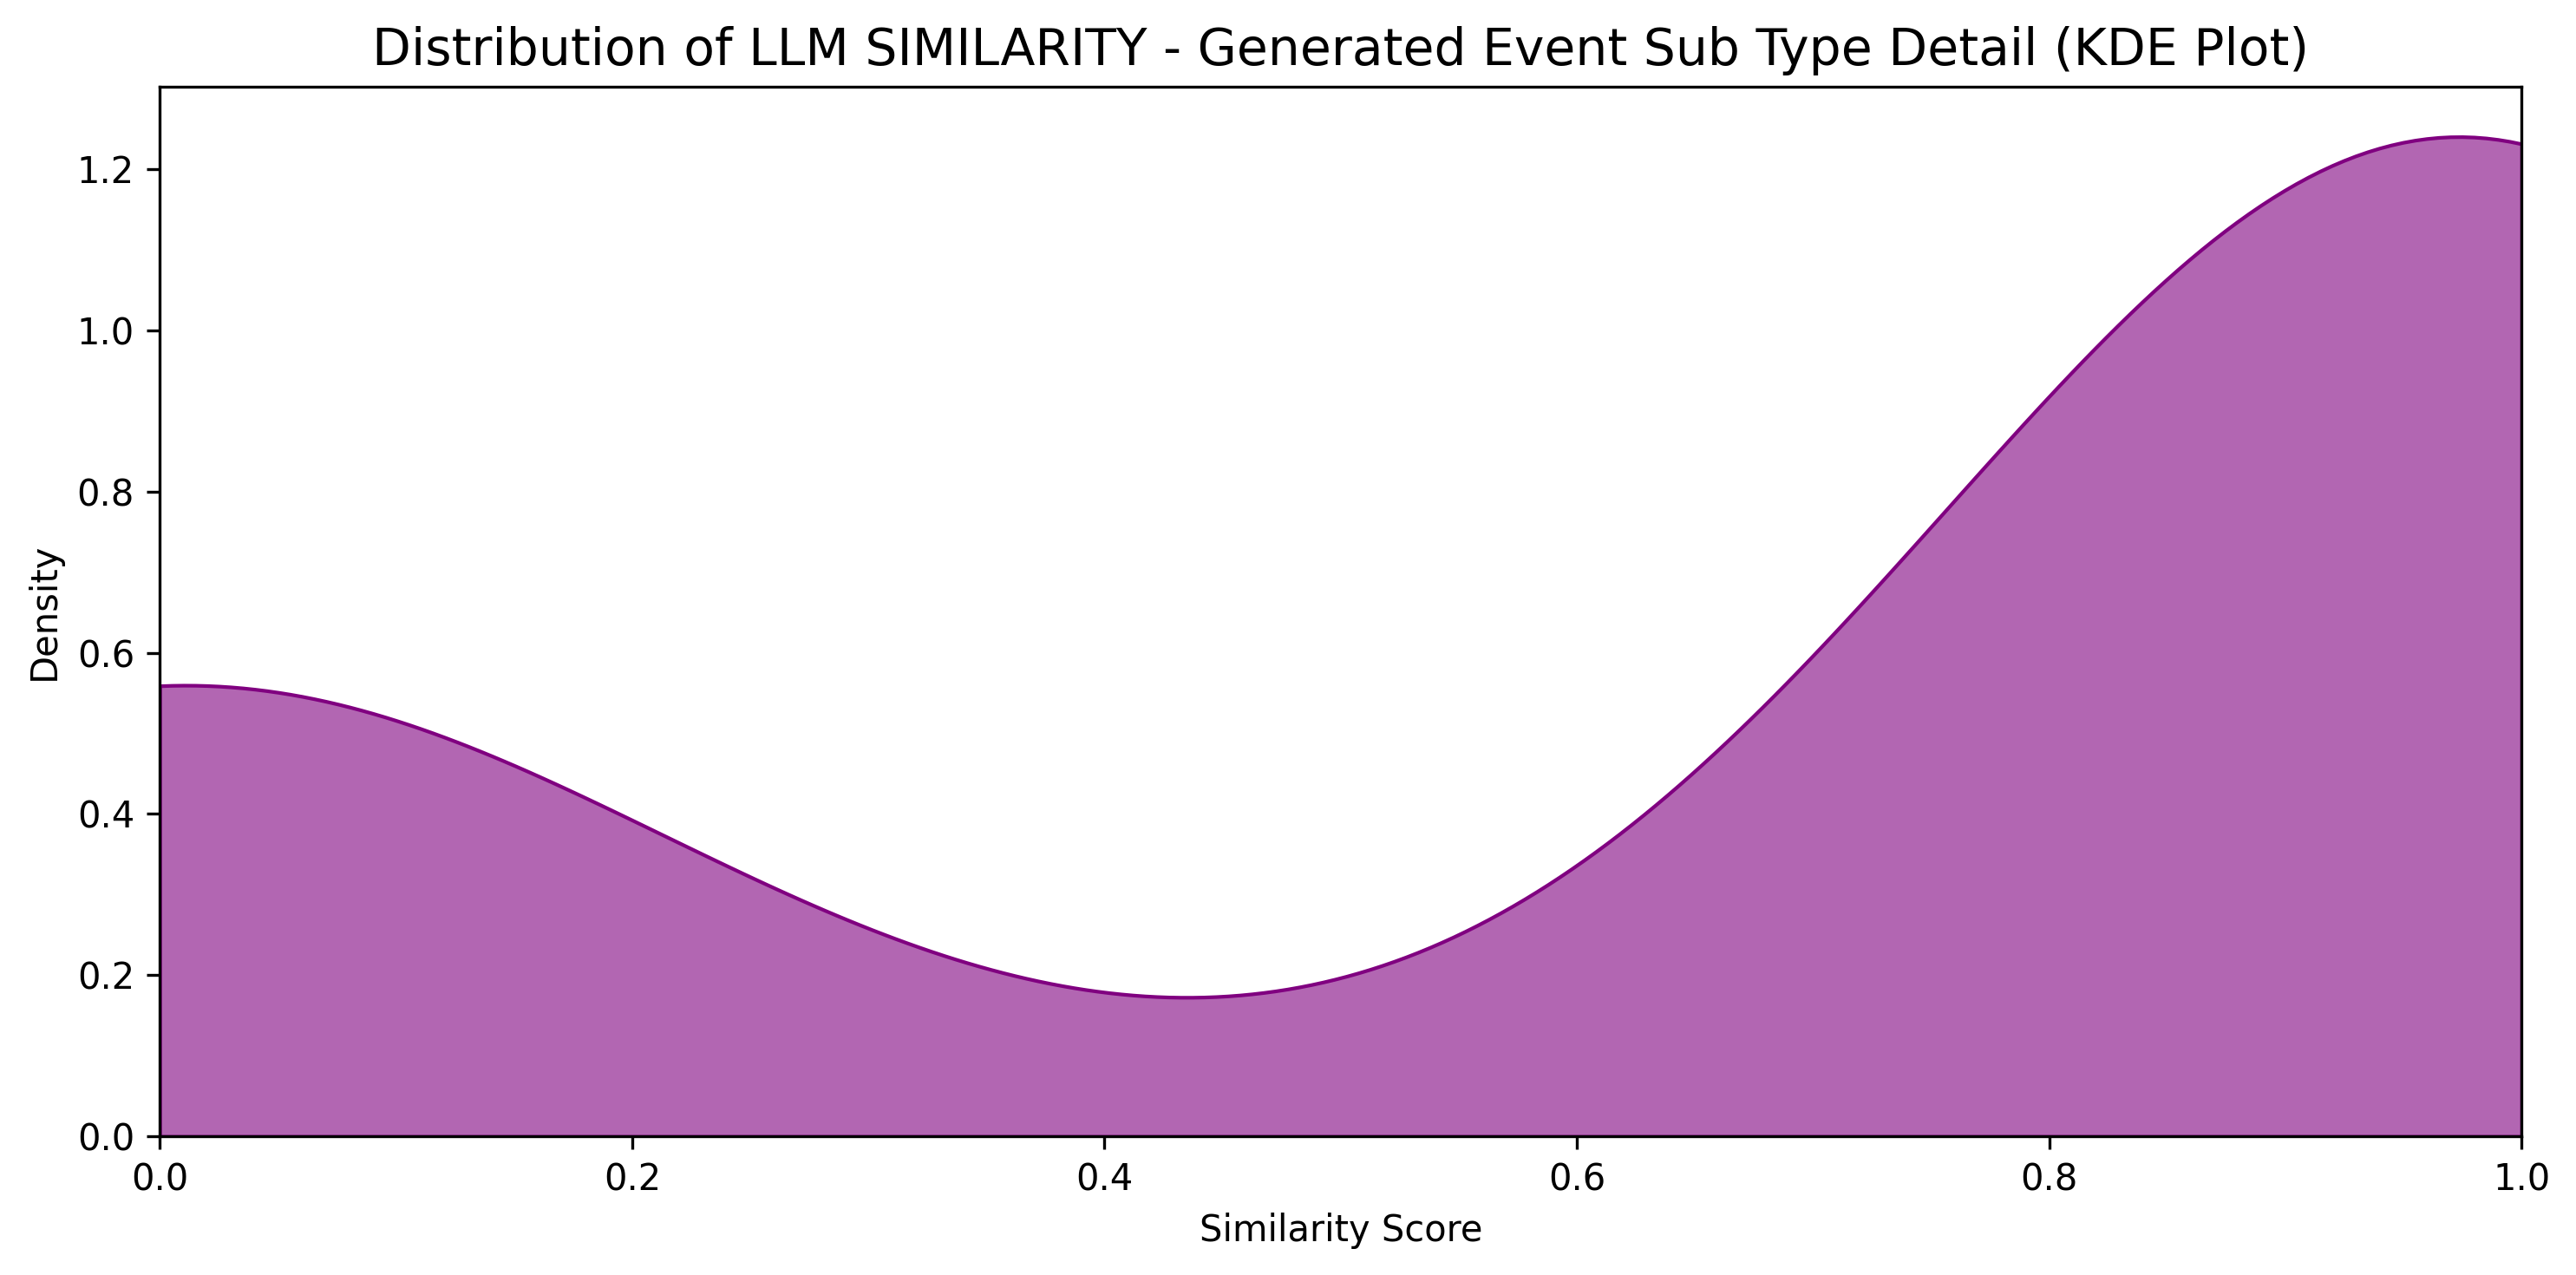 Distribution of LLM SIMILARITY - Generated Event Sub Type Detail (KDE Plot)
1.2
1.0
0.8
0.6
0.4
0.2
0.0
Density
0.0 0.2 0.4 0.6 0.8 1.0
Similarity Score